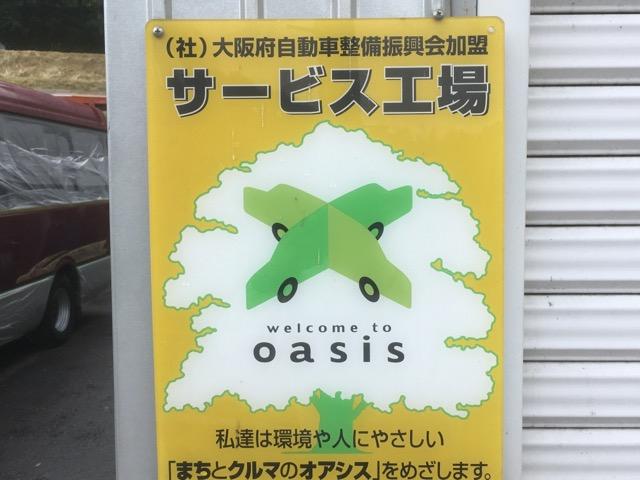 （社）大阪府自動車整備振興会加盟
サービス工場
welcome to
oasis
私達は環境や人にやさしい
「まちとクルマのオアシス」をめざします。